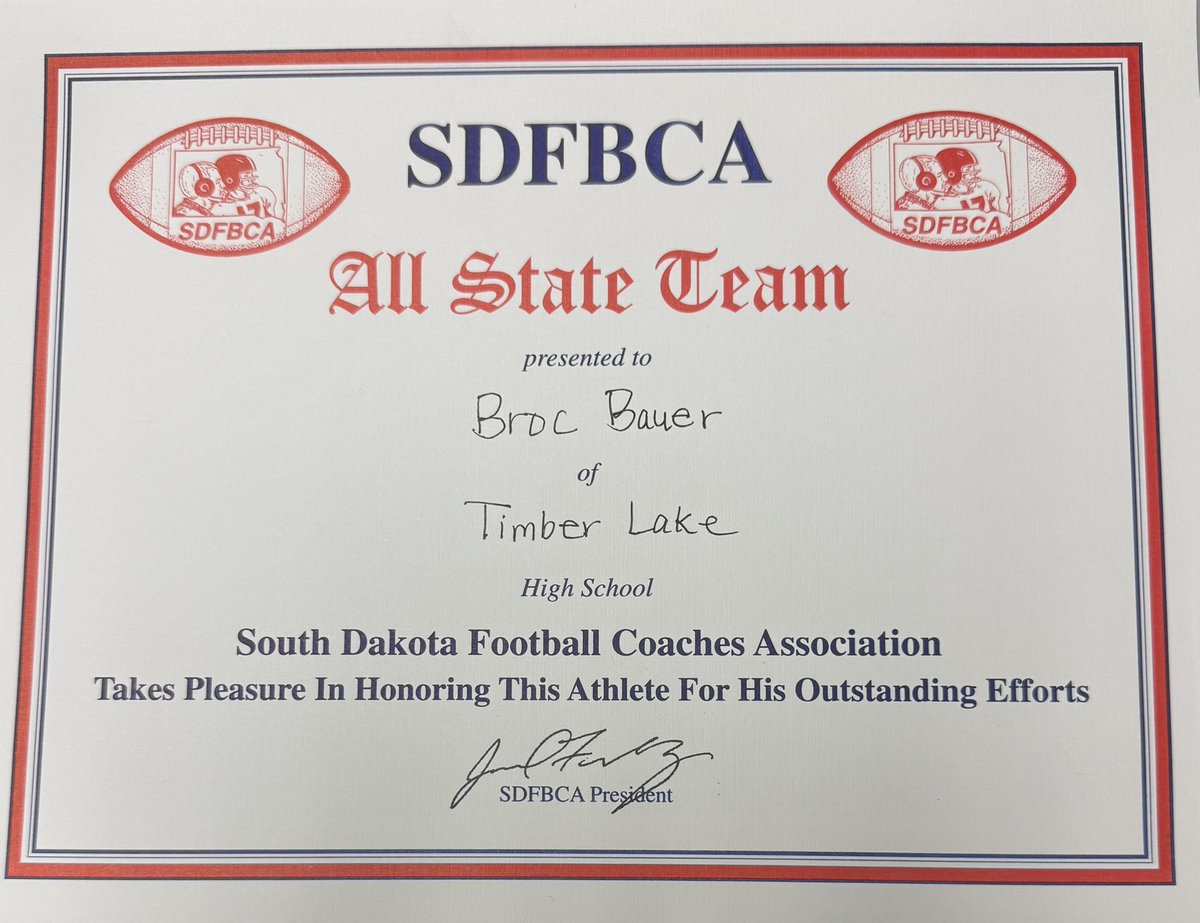 SDFBCA
SDFBCA
SDFBCA
All State Team
presented to
Broc Bauer
of
Timber Lake
High School
South Dakota Football Coaches Association
Takes Pleasure In Honoring This Athlete For His Outstanding Efforts
SDFBCA President